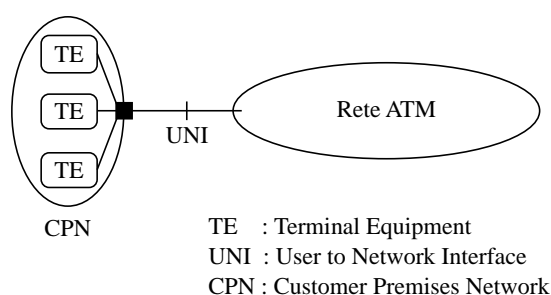 TE
TE
TE
UNI
Rete ATM
CPN
TE : Terminal Equipment
UNI : User to Network Interface
CPN : Customer Premises Network